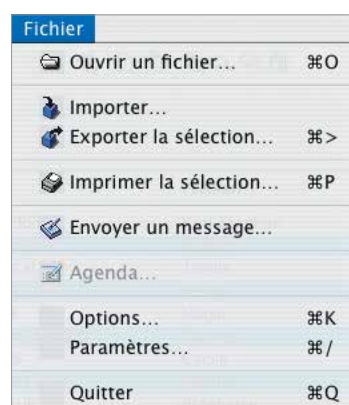 Fichier
Ouvrir un fichier... ⌘O
Importer...
Exporter la sélection... ⌘>
Imprimer la sélection... ⌘P
Envoyer un message...
Agenda...
Options... ⌘K
Paramètres... ⌘/
Quitter ⌘Q